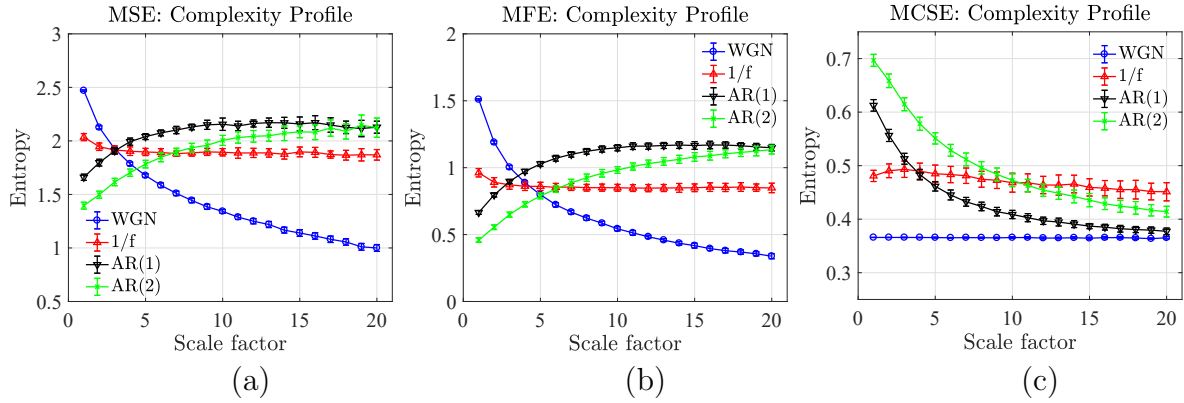 MSE: Complexity Profile
Entropy
3
2.5
2
1.5
1
0.5
0
5
10
15
20
Scale factor
WGN
1/f
AR(1)
AR(2)
(a)
MFE: Complexity Profile
Entropy
2
1.5
1
0.5
0
0
5
10
15
20
Scale factor
WGN
1/f
AR(1)
AR(2)
(b)
MCSE: Complexity Profile
Entropy
0.7
0.6
0.5
0.4
0.3
0
5
10
15
20
Scale factor
WGN
1/f
AR(1)
AR(2)
(c)